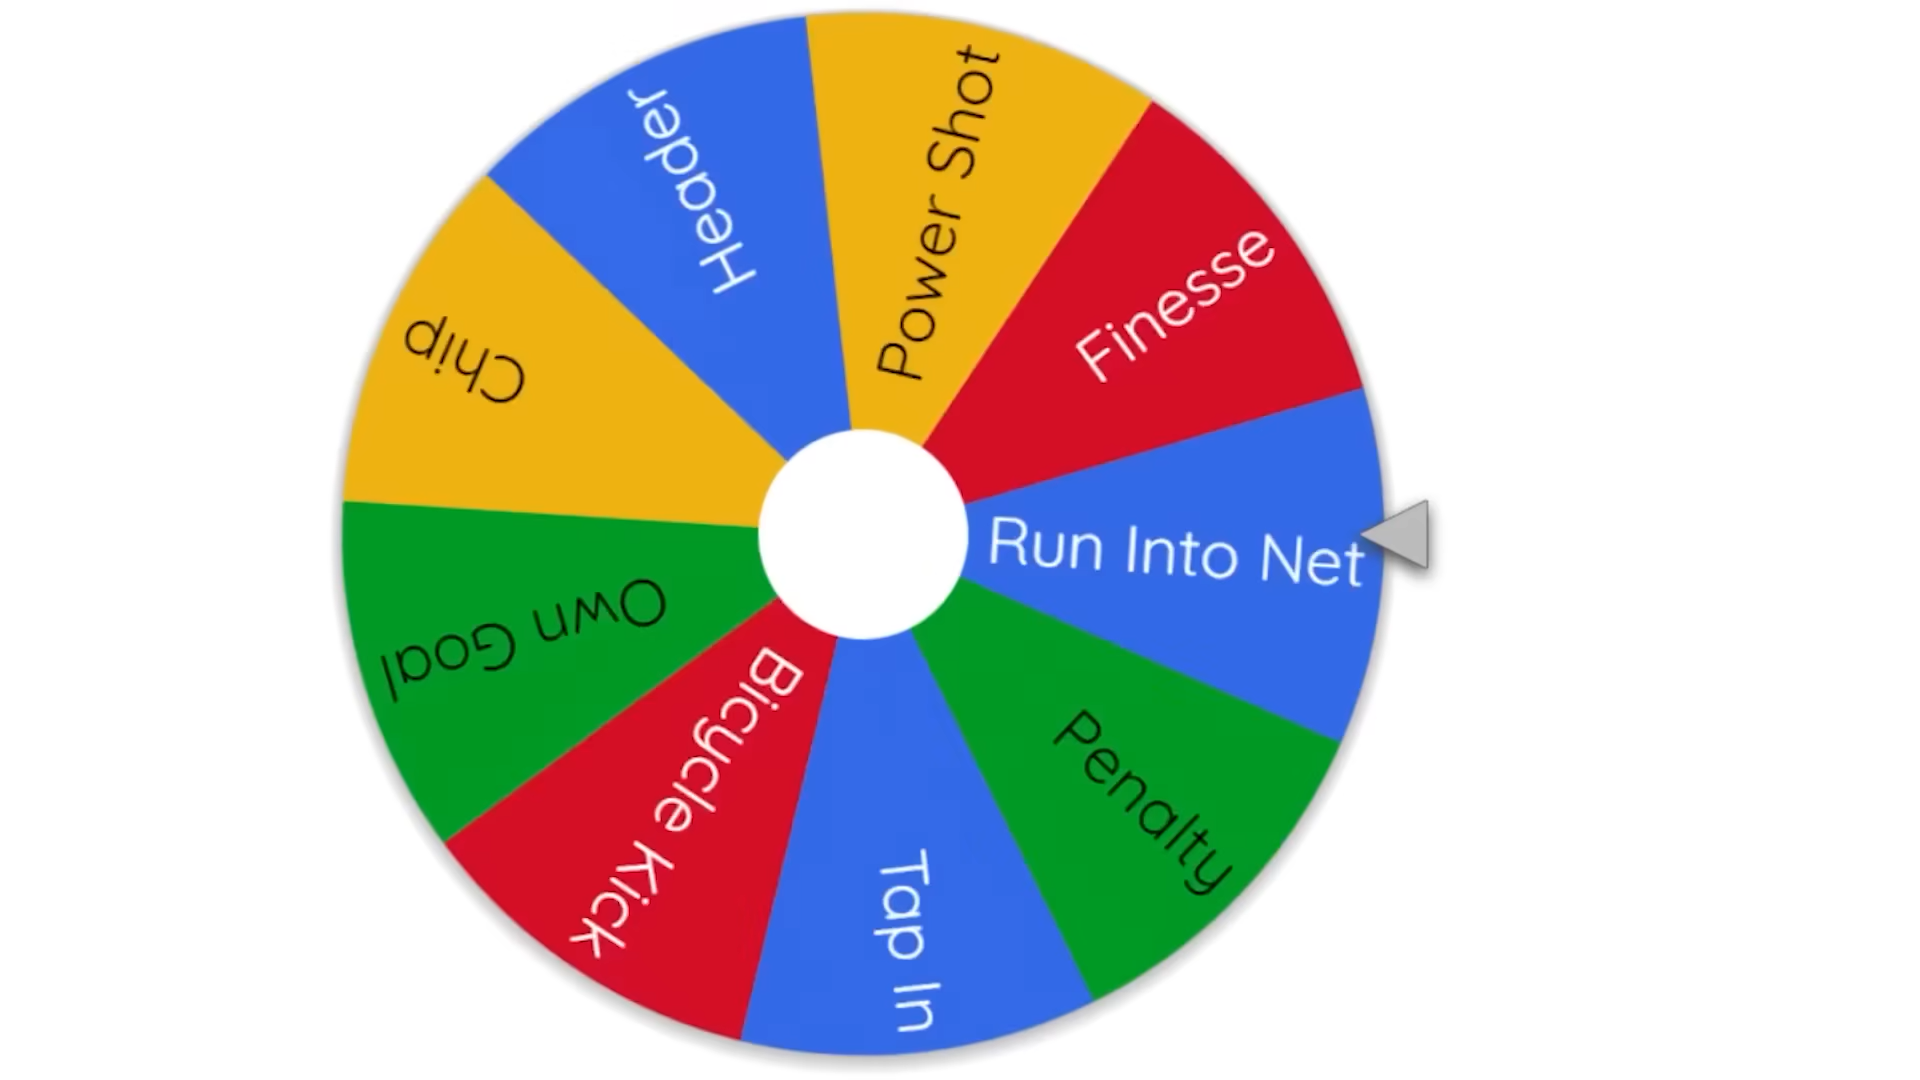 Power Shot
Finesse
Run Into Net
Penalty
Tap In
Bicycle Kick
Own Goal
Chip
Header